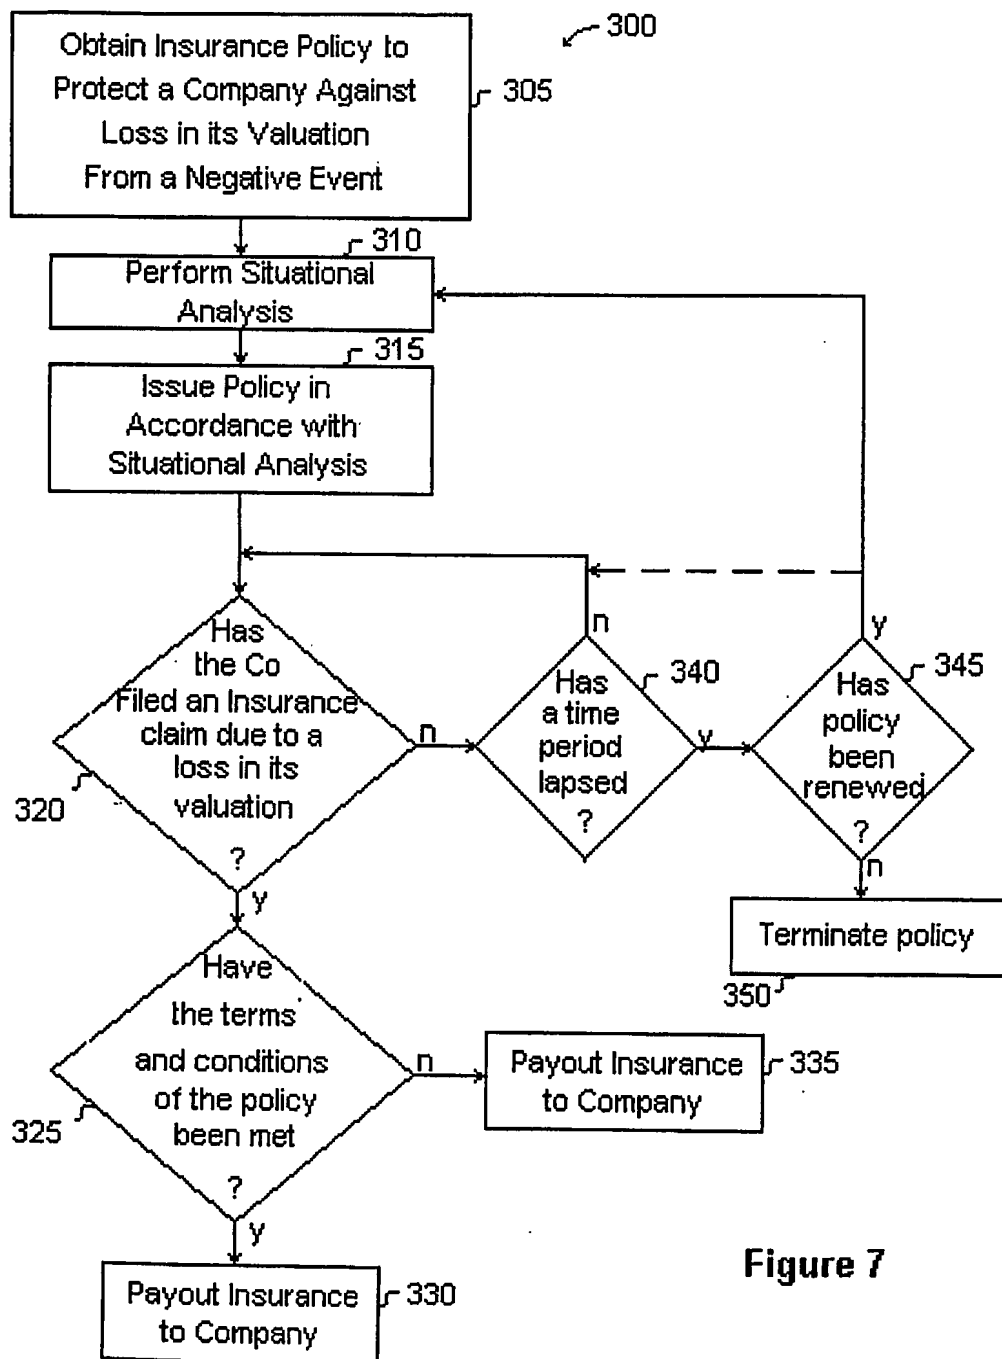 300
Obtain Insurance Policy to
Protect a Company Against
Loss in its Valuation
From a Negative Event
305
310
Perform Situational
Analysis
315
Issue Policy in
Accordance with
Situational Analysis
Has
the Co
Filed an Insurance
claim due to a
loss in its
valuation
?
320
n
y
Has
a time
period
lapsed
?
340
n
y
Has
policy
been
renewed
?
345
y
n
Terminate policy
350
Have
the terms
and conditions
of the policy
been met
?
325
n
y
Payout Insurance
to Company
335
Payout Insurance
to Company
330
Figure 7